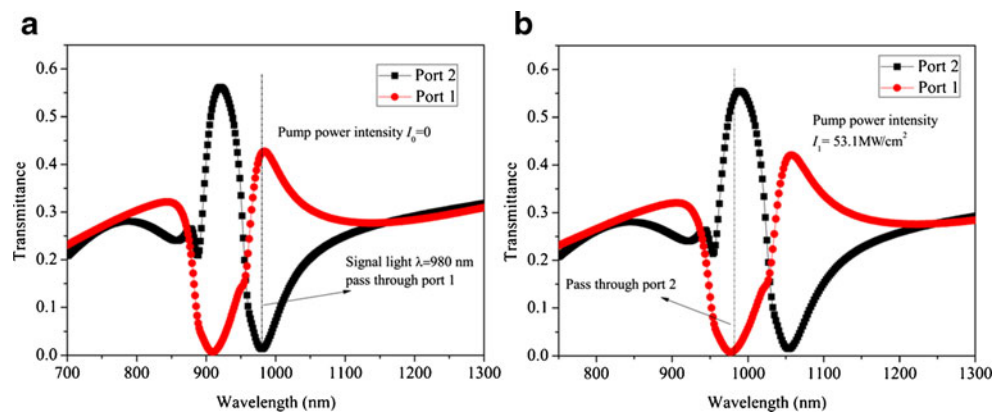 a
0.6
0.5
0.4
0.3
0.2
0.1
0.0
Transmittance
Port 2
Port 1
Pump power intensity I₀=0
Signal light λ=980 nm
pass through port 1
700 800 900 1000 1100 1200 1300
Wavelength (nm)
b
0.6
0.5
0.4
0.3
0.2
0.1
0.0
Transmittance
Port 2
Port 1
Pump power intensity
I₁= 53.1MW/cm²
Pass through port 2
800 900 1000 1100 1200 1300
Wavelength (nm)